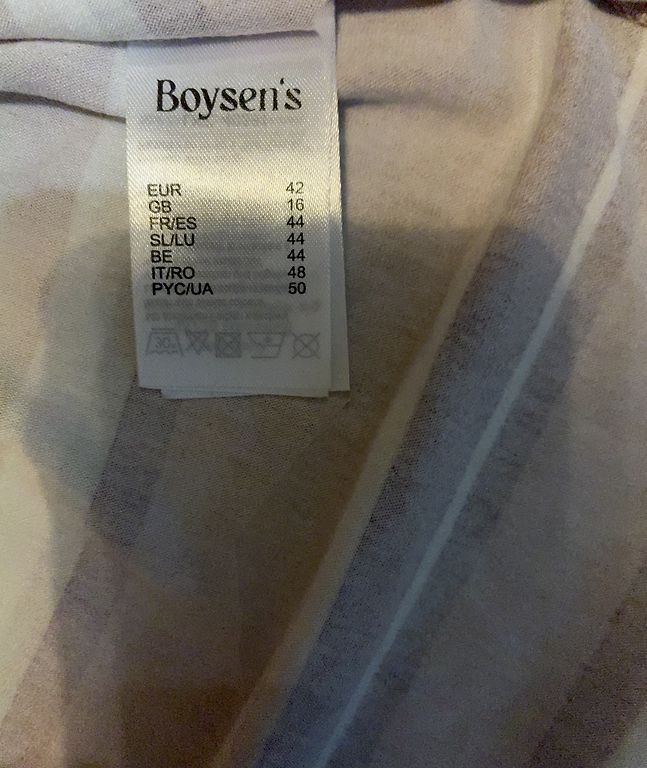 Boysen's
EUR 42
GB 16
FR/ES 44
SL/LU 44
BE 44
IT/RO 48
PYC/UA 50
30